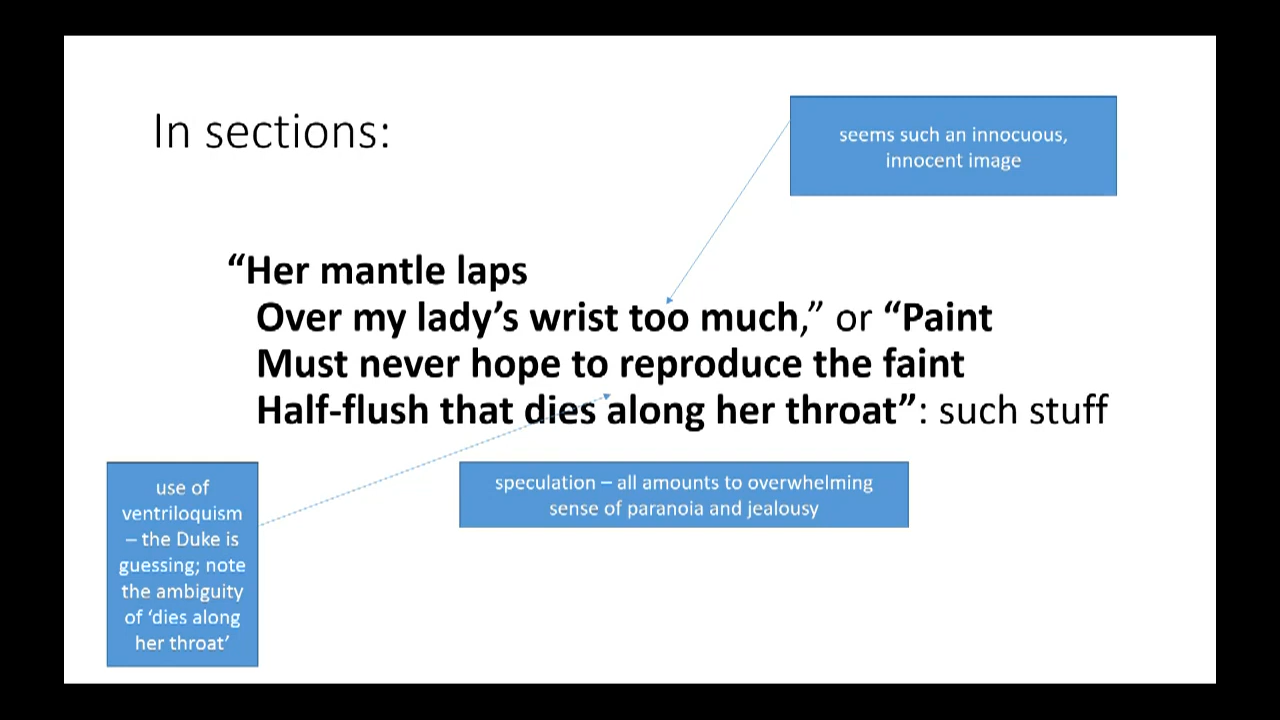 In sections:
seems such an innocuous,
innocent image
“Her mantle laps
Over my lady’s wrist too much,” or “Paint
Must never hope to reproduce the faint
Half-flush that dies along her throat”: such stuff
use of
ventriloquism
– the Duke is
guessing; note
the ambiguity
of ‘dies along
her throat’
speculation – all amounts to overwhelming
sense of paranoia and jealousy